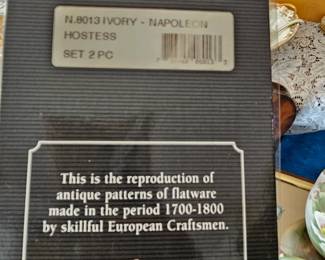 N.8013 IVORY - NAPOLEON
HOSTESS
SET 2 PC
This is the reproduction of
antique patterns of flatware
made in the period 1700-1800
by skillful European Craftsmen.